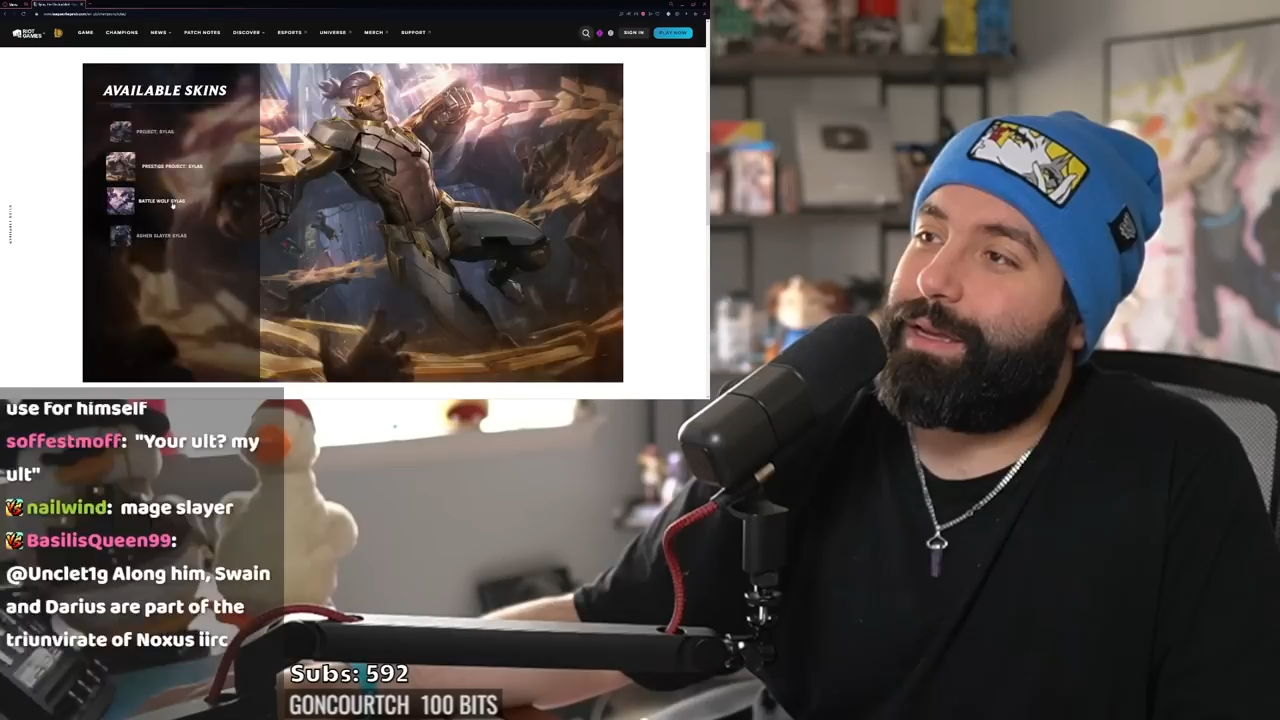 RIOT GAMES
GAME
CHAMPIONS
NEWS
PATCH NOTES
DISCOVER
ESPORTS
UNIVERSE
MERCH
SUPPORT
SIGN IN
PLAY NOW
AVAILABLE SKINS
PROJECT: SYLAS
PRESTIGE PROJECT: SYLAS
BATTLE WOLF SYLAS
ASHEN SLAYER SYLAS
use for himself
soffestmoff: "Your ult? my
ult"
nailwind: mage slayer
BasilisQueen99:
@Unclet1g Along him, Swain
and Darius are part of the
triunvirate of Noxus iirc
Subs: 592
GONCOURTCH 100 BITS